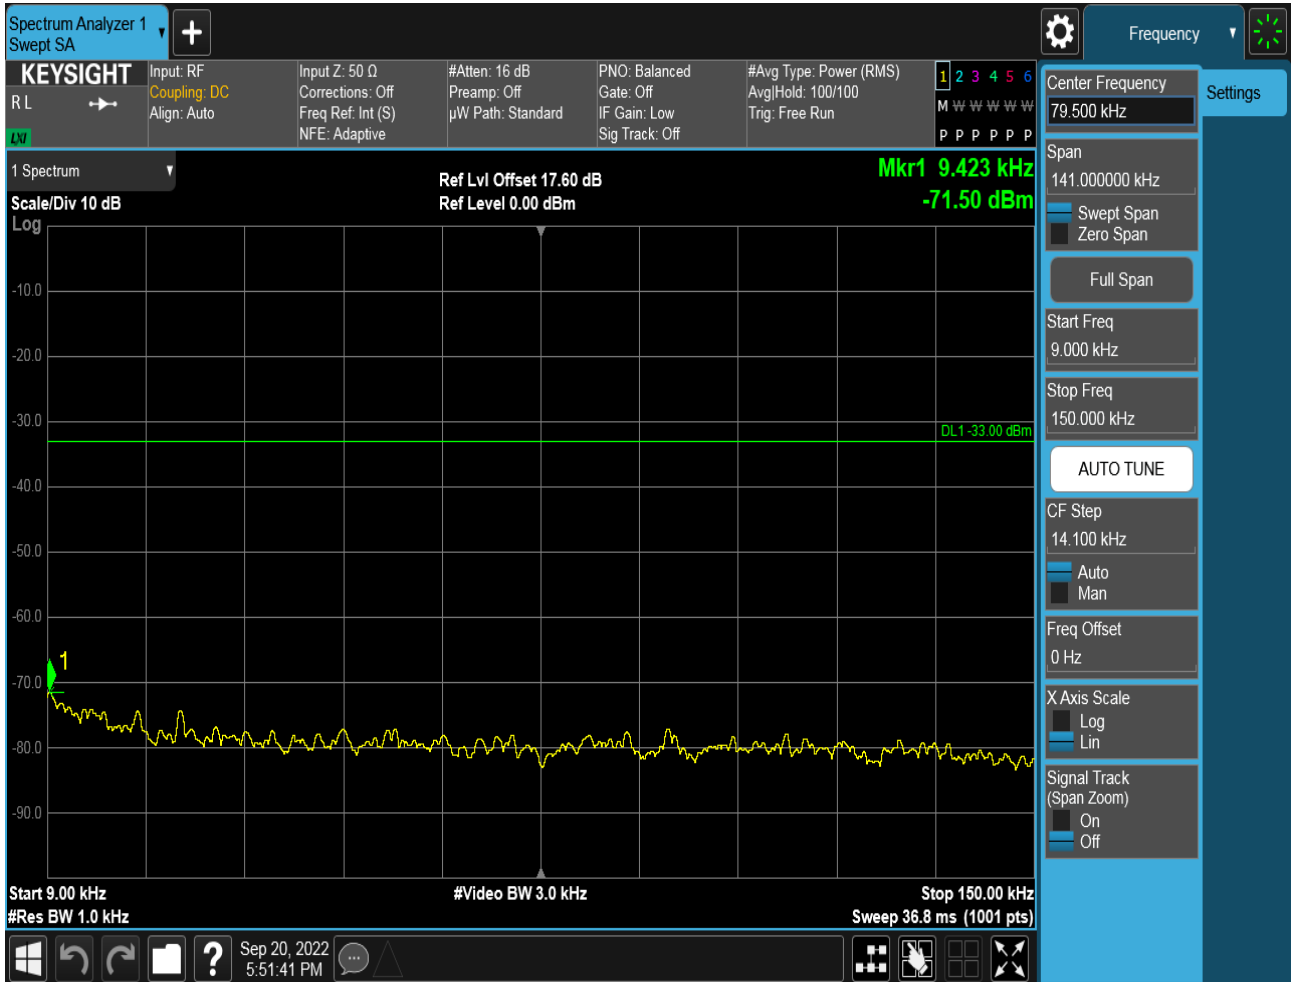 Spectrum Analyzer 1
Swept SA
Frequency
KEYSIGHT
R L
LXI
Input: RF
Coupling: DC
Align: Auto
Input Z: 50 Ω
Corrections: Off
Freq Ref: Int (S)
NFE: Adaptive
#Atten: 16 dB
Preamp: Off
µW Path: Standard
PNO: Balanced
Gate: Off
IF Gain: Low
Sig Track: Off
#Avg Type: Power (RMS)
Avg|Hold: 100/100
Trig: Free Run
1 2 3 4 5 6
M W W W W W
P P P P P P
1 Spectrum
Scale/Div 10 dB
Log
Ref Lvl Offset 17.60 dB
Ref Level 0.00 dBm
Mkr1 9.423 kHz
-71.50 dBm
-10.0
-20.0
-30.0
DL1 -33.00 dBm
-40.0
-50.0
-60.0
1
-70.0
-80.0
-90.0
Start 9.00 kHz
#Video BW 3.0 kHz
Stop 150.00 kHz
#Res BW 1.0 kHz
Sweep 36.8 ms (1001 pts)
Center Frequency
79.500 kHz
Settings
Span
141.000000 kHz
Swept Span
Zero Span
Full Span
Start Freq
9.000 kHz
Stop Freq
150.000 kHz
AUTO TUNE
CF Step
14.100 kHz
Auto
Man
Freq Offset
0 Hz
X Axis Scale
Log
Lin
Signal Track
(Span Zoom)
On
Off
?
Sep 20, 2022
5:51:41 PM